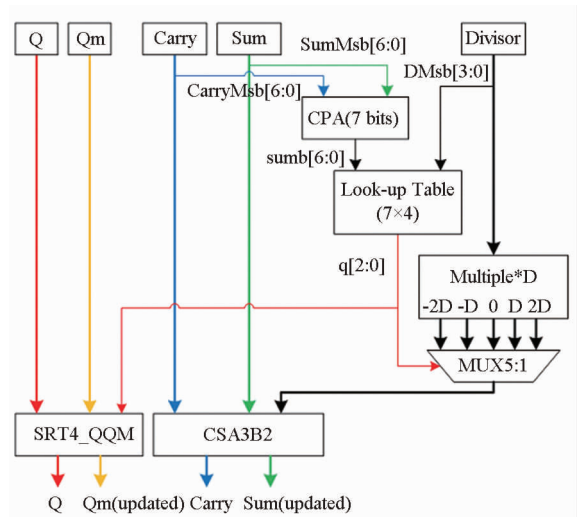 Q Qm Carry Sum Divisor
SumMsb[6:0]
DMsb[3:0]
CarryMsb[6:0]
CPA(7 bits)
sumb[6:0]
Look-up Table
(7×4)
q[2:0]
Multiple*D
-2D -D 0 D 2D
MUX5:1
SRT4_QQM CSA3B2
Q Qm(updated) Carry Sum(updated)